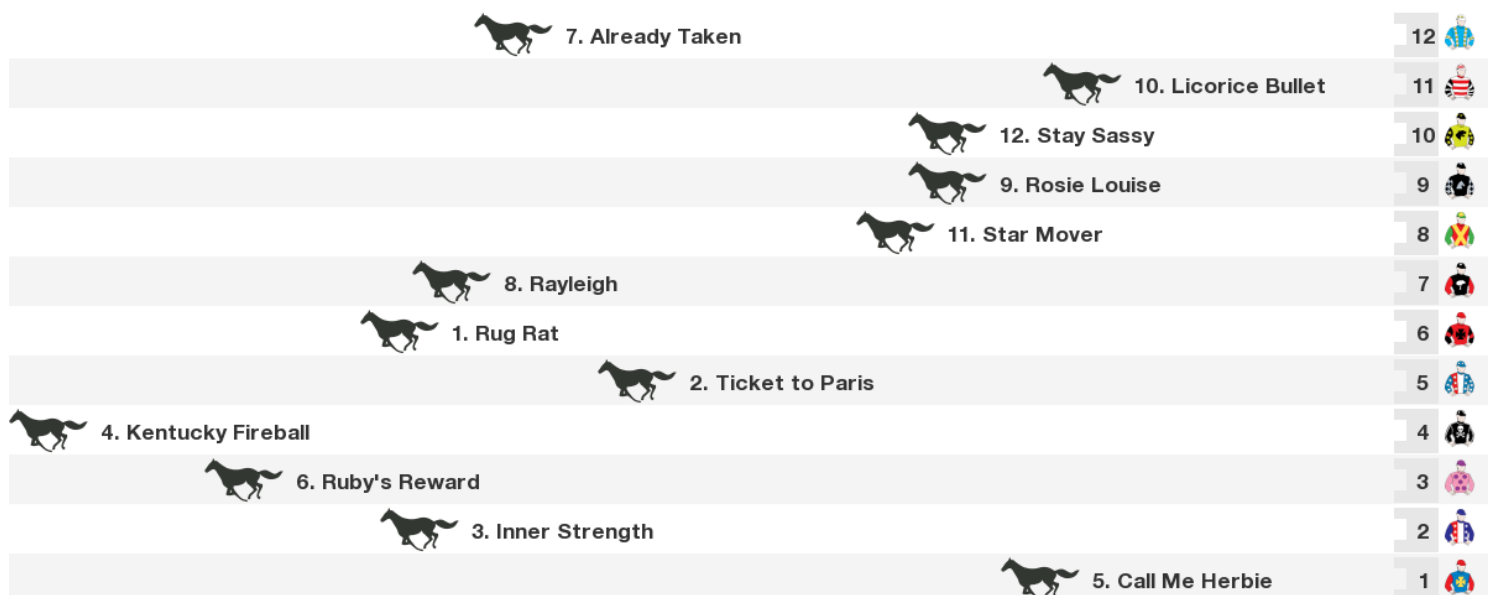 7. Already Taken 12
10. Licorice Bullet 11
12. Stay Sassy 10
9. Rosie Louise 9
11. Star Mover 8
8. Rayleigh 7
1. Rug Rat 6
2. Ticket to Paris 5
4. Kentucky Fireball 4
6. Ruby's Reward 3
3. Inner Strength 2
5. Call Me Herbie 1